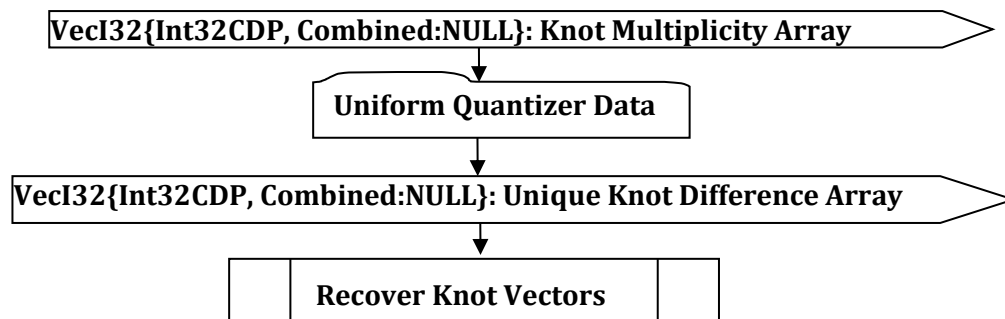 VecI32{Int32CDP, Combined:NULL}: Knot Multiplicity Array
Uniform Quantizer Data
VecI32{Int32CDP, Combined:NULL}: Unique Knot Difference Array
Recover Knot Vectors